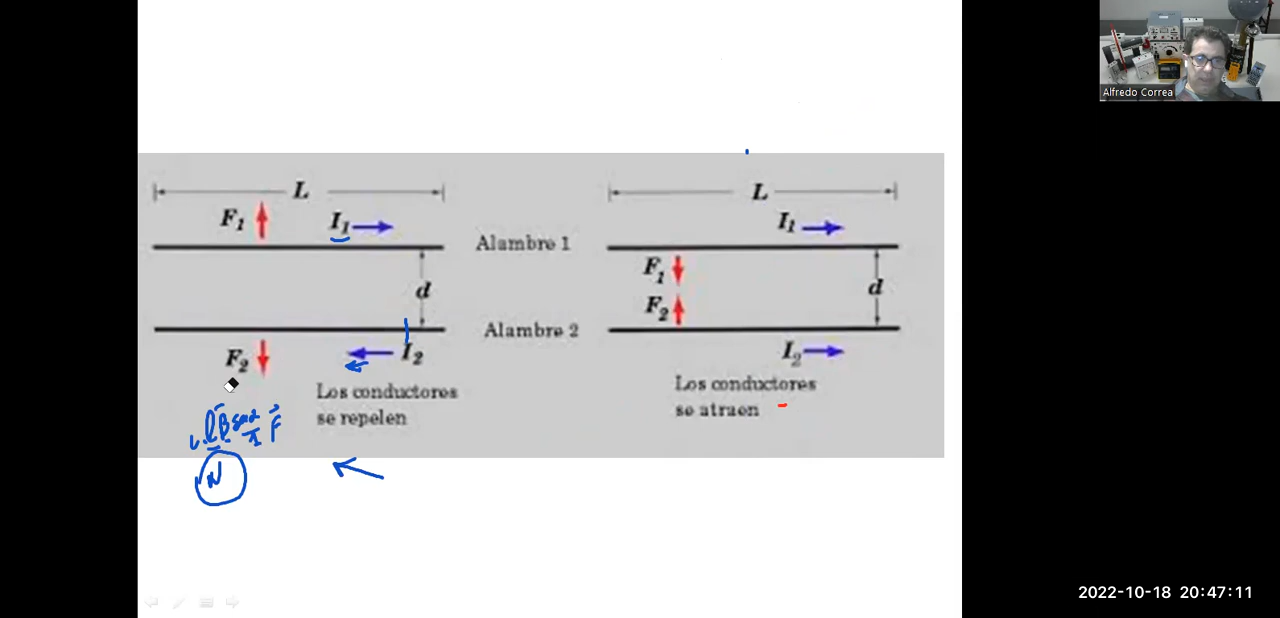 Alfredo Correa
L
L
F1
I1
I1
Alambre 1
F1
d
d
F2
Alambre 2
F2
I2
I2
Los conductores
se repelen
Los conductores
se atraen
N
2022-10-18 20:47:11